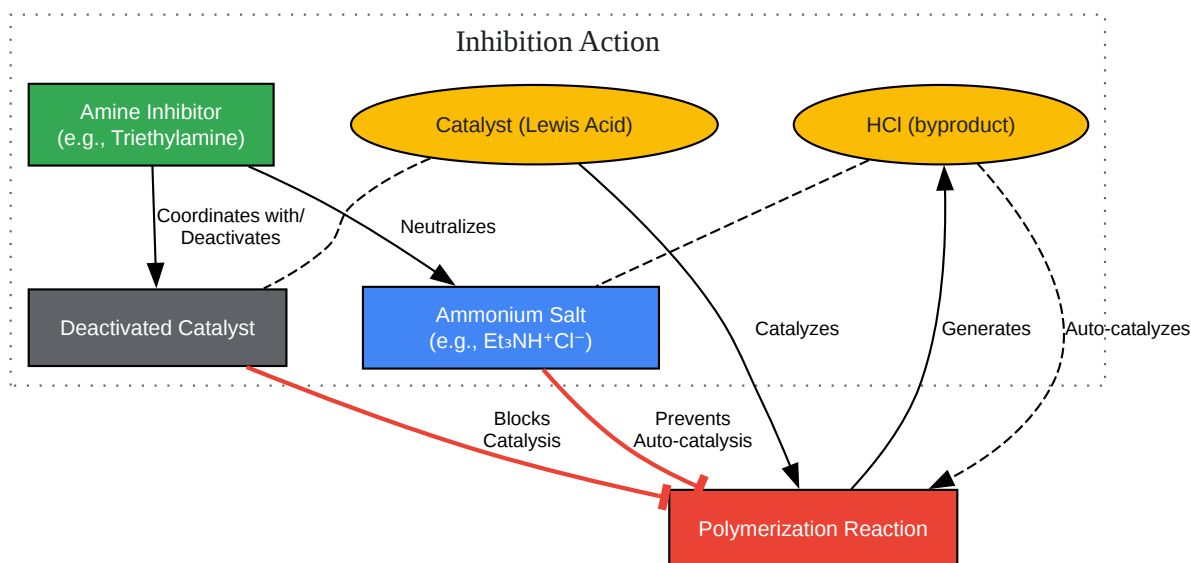 Inhibition Action
Amine Inhibitor
(e.g., Triethylamine)
Catalyst (Lewis Acid)
HCl (byproduct)
Coordinates with/
Deactivates
Neutralizes
Deactivated Catalyst
Ammonium Salt
(e.g., Et₃NH⁺Cl⁻)
Catalyzes
Generates
Auto-catalyzes
Blocks
Catalysis
Prevents
Auto-catalysis
Polymerization Reaction